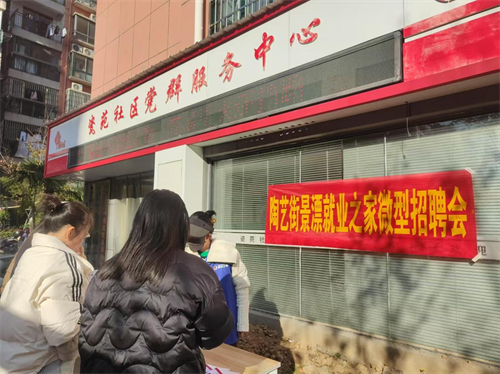 瓷苑社区党群服务中心
陶艺街景漂就业之家微型招聘会